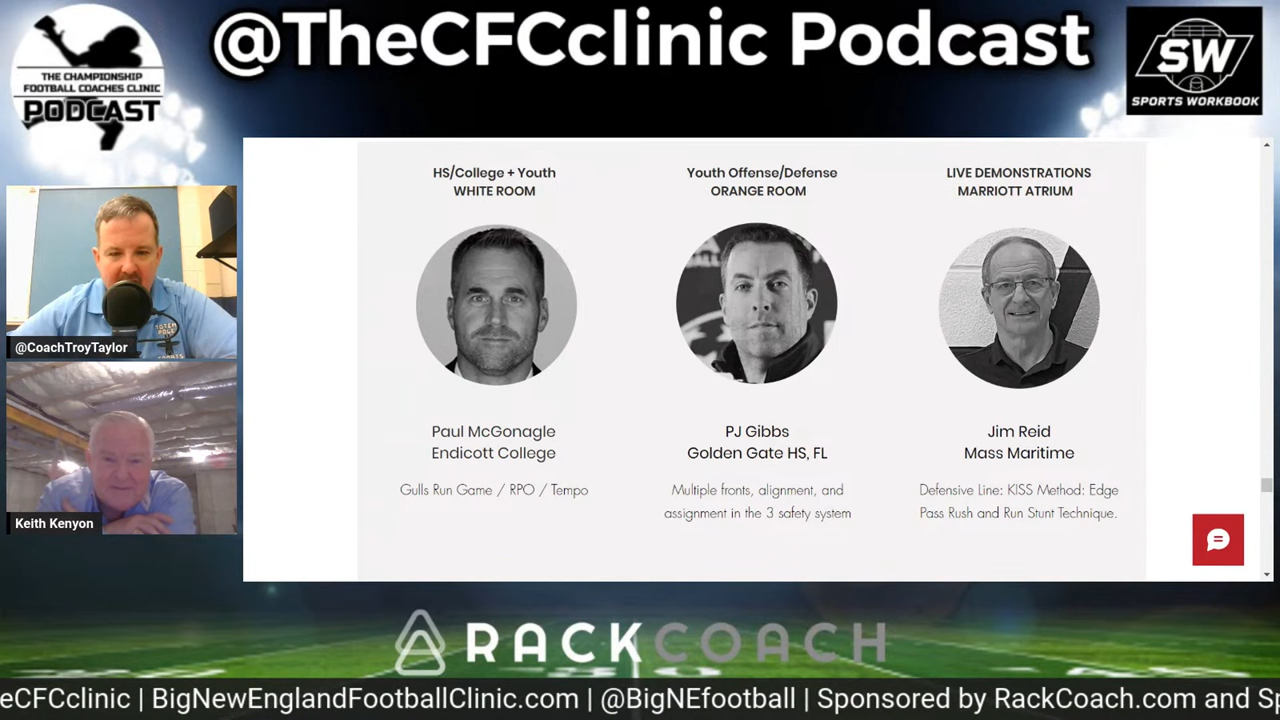 @TheCFCclinic Podcast
THE CHAMPIONSHIP
FOOTBALL COACHES CLINIC
PODCAST
SW
SPORTS WORKBOOK
@CoachTroyTaylor
Keith Kenyon
HS/College + Youth
WHITE ROOM
Paul McGonagle
Endicott College
Gulls Run Game / RPO / Tempo
Youth Offense/Defense
ORANGE ROOM
PJ Gibbs
Golden Gate HS, FL
Multiple fronts, alignment, and
assignment in the 3 safety system
LIVE DEMONSTRATIONS
MARRIOTT ATRIUM
Jim Reid
Mass Maritime
Defensive Line: KISS Method: Edge
Pass Rush and Run Stunt Technique.
RACKCOACH
eCFCclinic | BigNewEnglandFootballClinic.com | @BigNEfootball | Sponsored by RackCoach.com and Sp